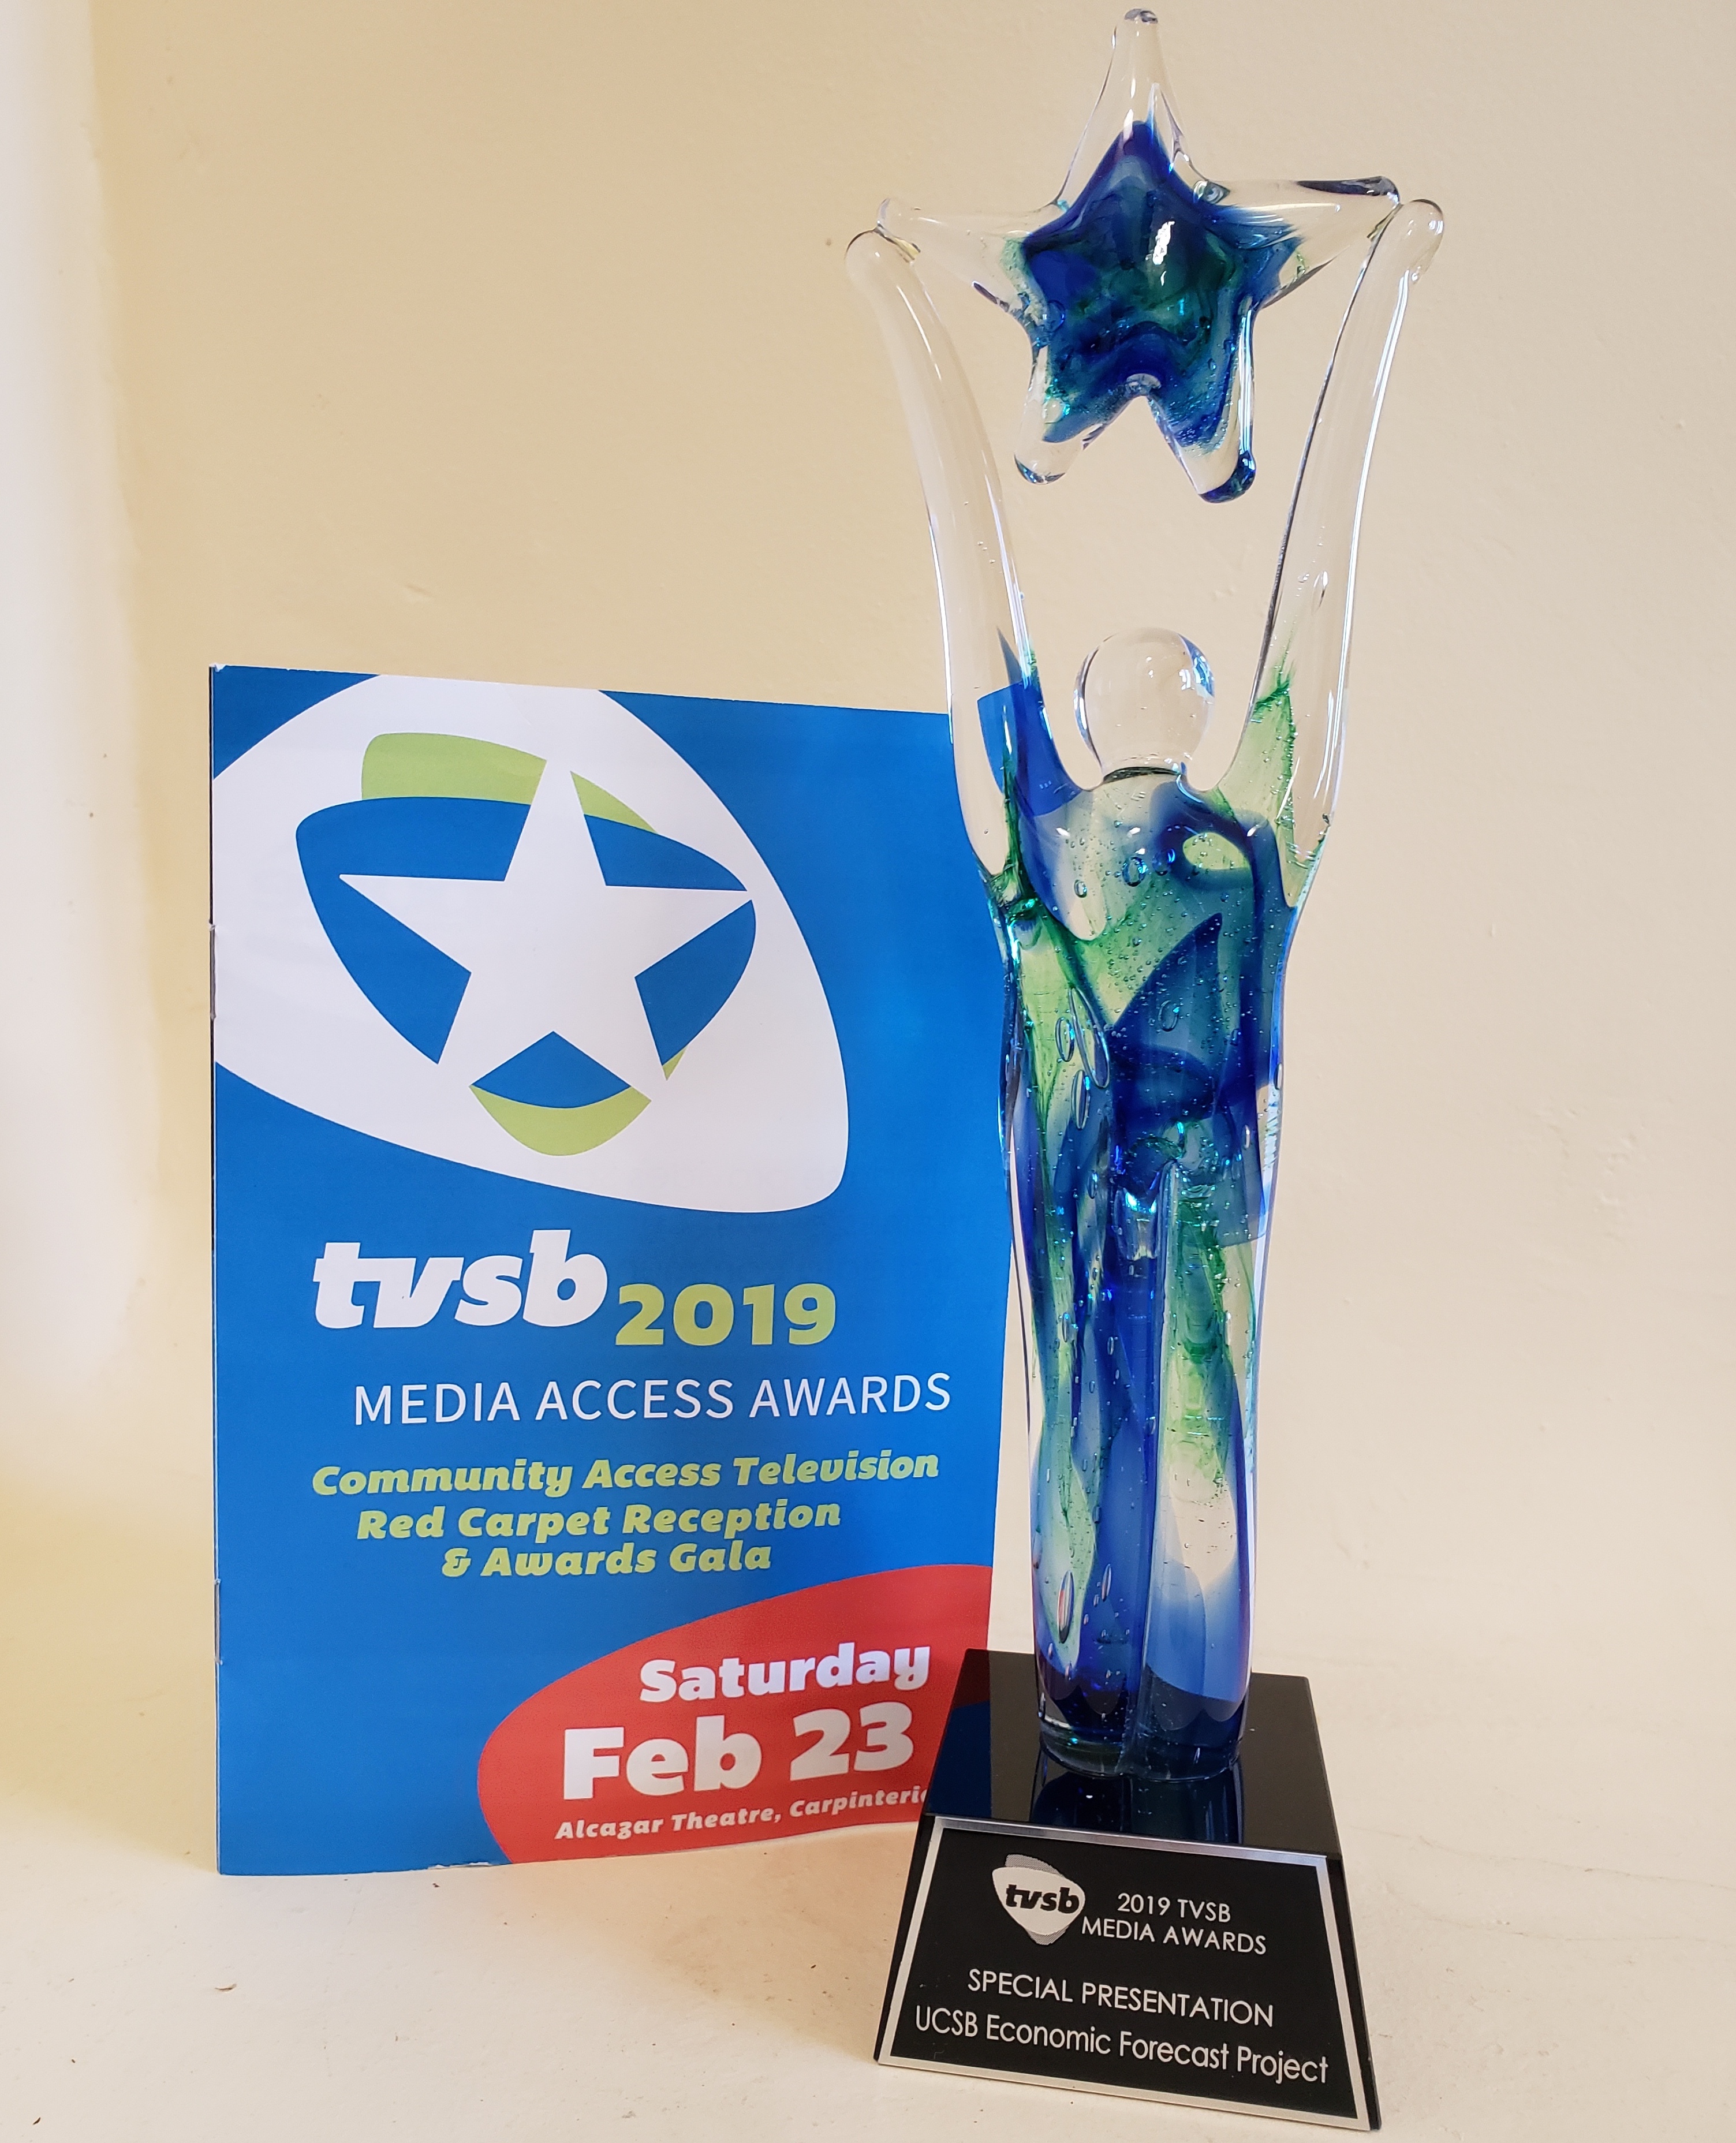 tvsb 2019
MEDIA ACCESS AWARDS
Community Access Television
Red Carpet Reception
& Awards Gala
Saturday
Feb 23
Alcazar Theatre, Carpinteria
tvsb
2019 TVSB
MEDIA AWARDS
SPECIAL PRESENTATION
UCSB Economic Forecast Project